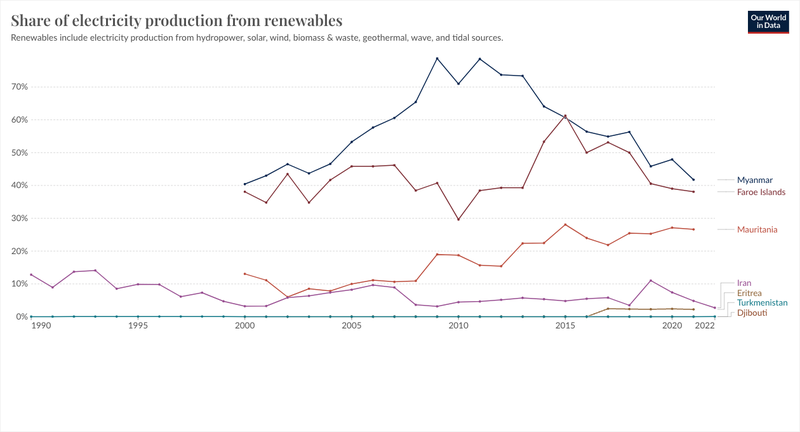 Share of electricity production from renewables
Our World
in Data
Renewables include electricity production from hydropower, solar, wind, biomass & waste, geothermal, wave, and tidal sources.
70%
60%
50%
40%
30%
20%
10%
0%
Myanmar
Faroe Islands
Mauritania
Iran
Eritrea
Turkmenistan
Djibouti
1990
1995
2000
2005
2010
2015
2020
2022